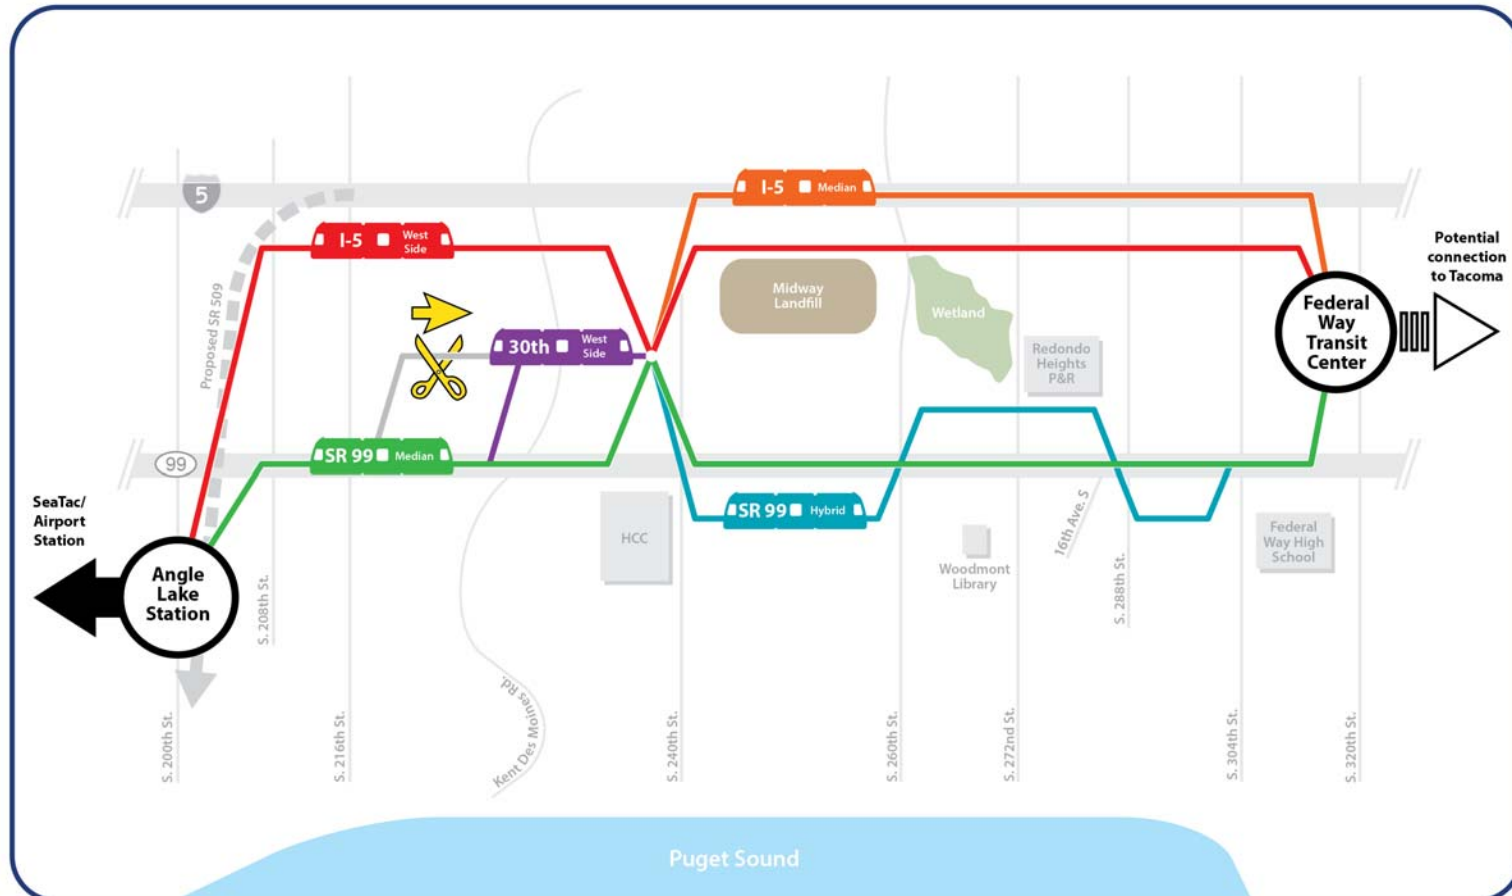 5
I-5 Median
I-5 West
Side
Potential
connection
to Tacoma
Proposed SR 509
Midway
Landfill
Wetland
Federal
Way
Transit
Center
30th West
Side
Redondo
Heights
P&R
99
SR 99 Median
SeaTac/
Airport
Station
SR 99 Hybrid
HCC
16th Ave. S
Federal
Way High
School
Woodmont
Library
Angle
Lake
Station
S. 208th St.
S. 288th St.
Kent Des Moines Rd.
S. 200th St.
S. 216th St.
S. 240th St.
S. 260th St.
S. 272nd St.
S. 304th St.
S. 320th St.
Puget Sound